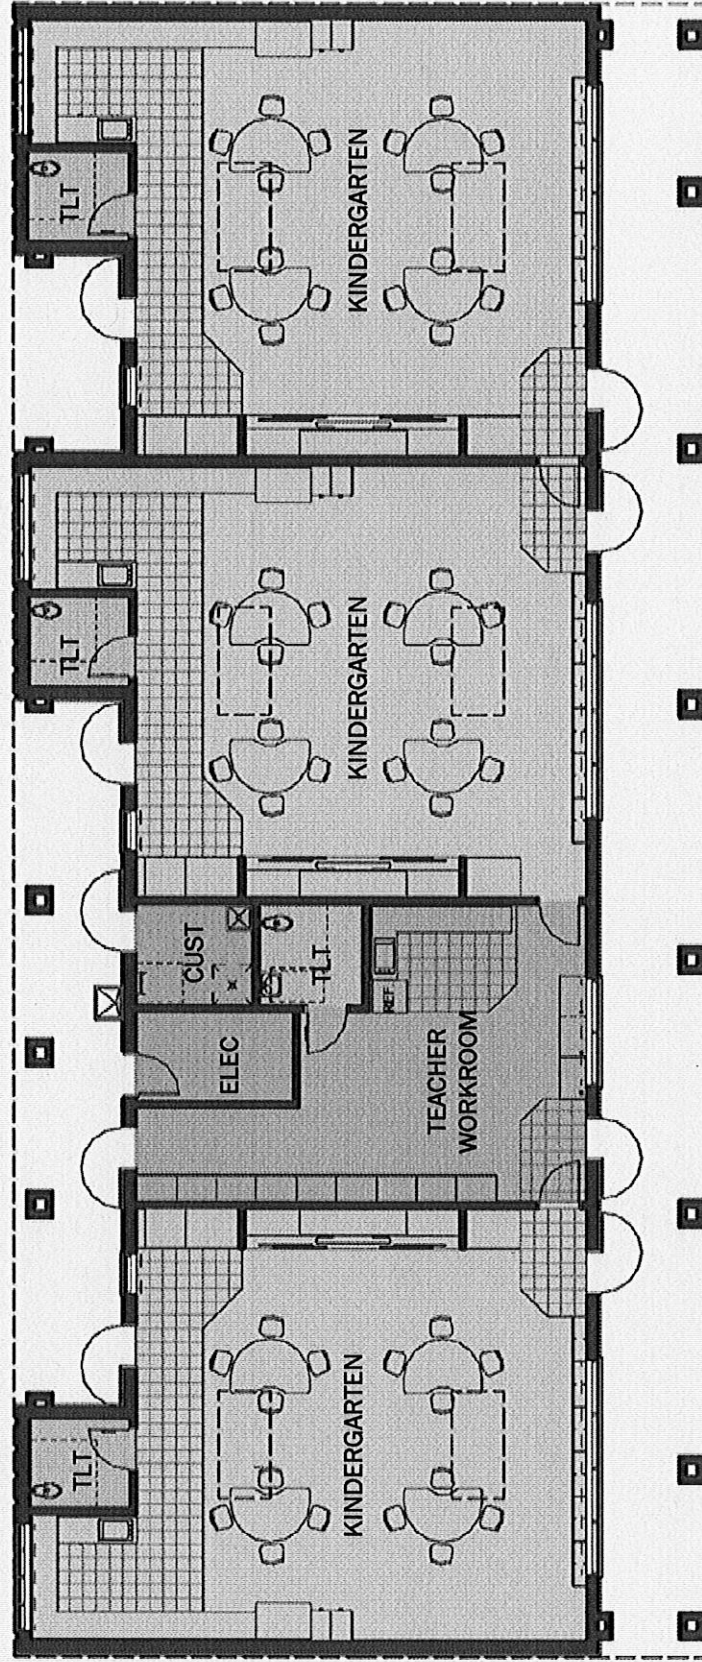 TLT
TLT
TLT
CUST
ELEC
TLT
KINDERGARTEN
KINDERGARTEN
KINDERGARTEN
REF.
TEACHER
WORKROOM